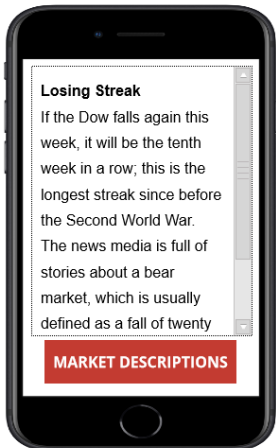 Losing Streak
If the Dow falls again this
week, it will be the tenth
week in a row; this is the
longest streak since before
the Second World War.
The news media is full of
stories about a bear
market, which is usually
defined as a fall of twenty
MARKET DESCRIPTIONS